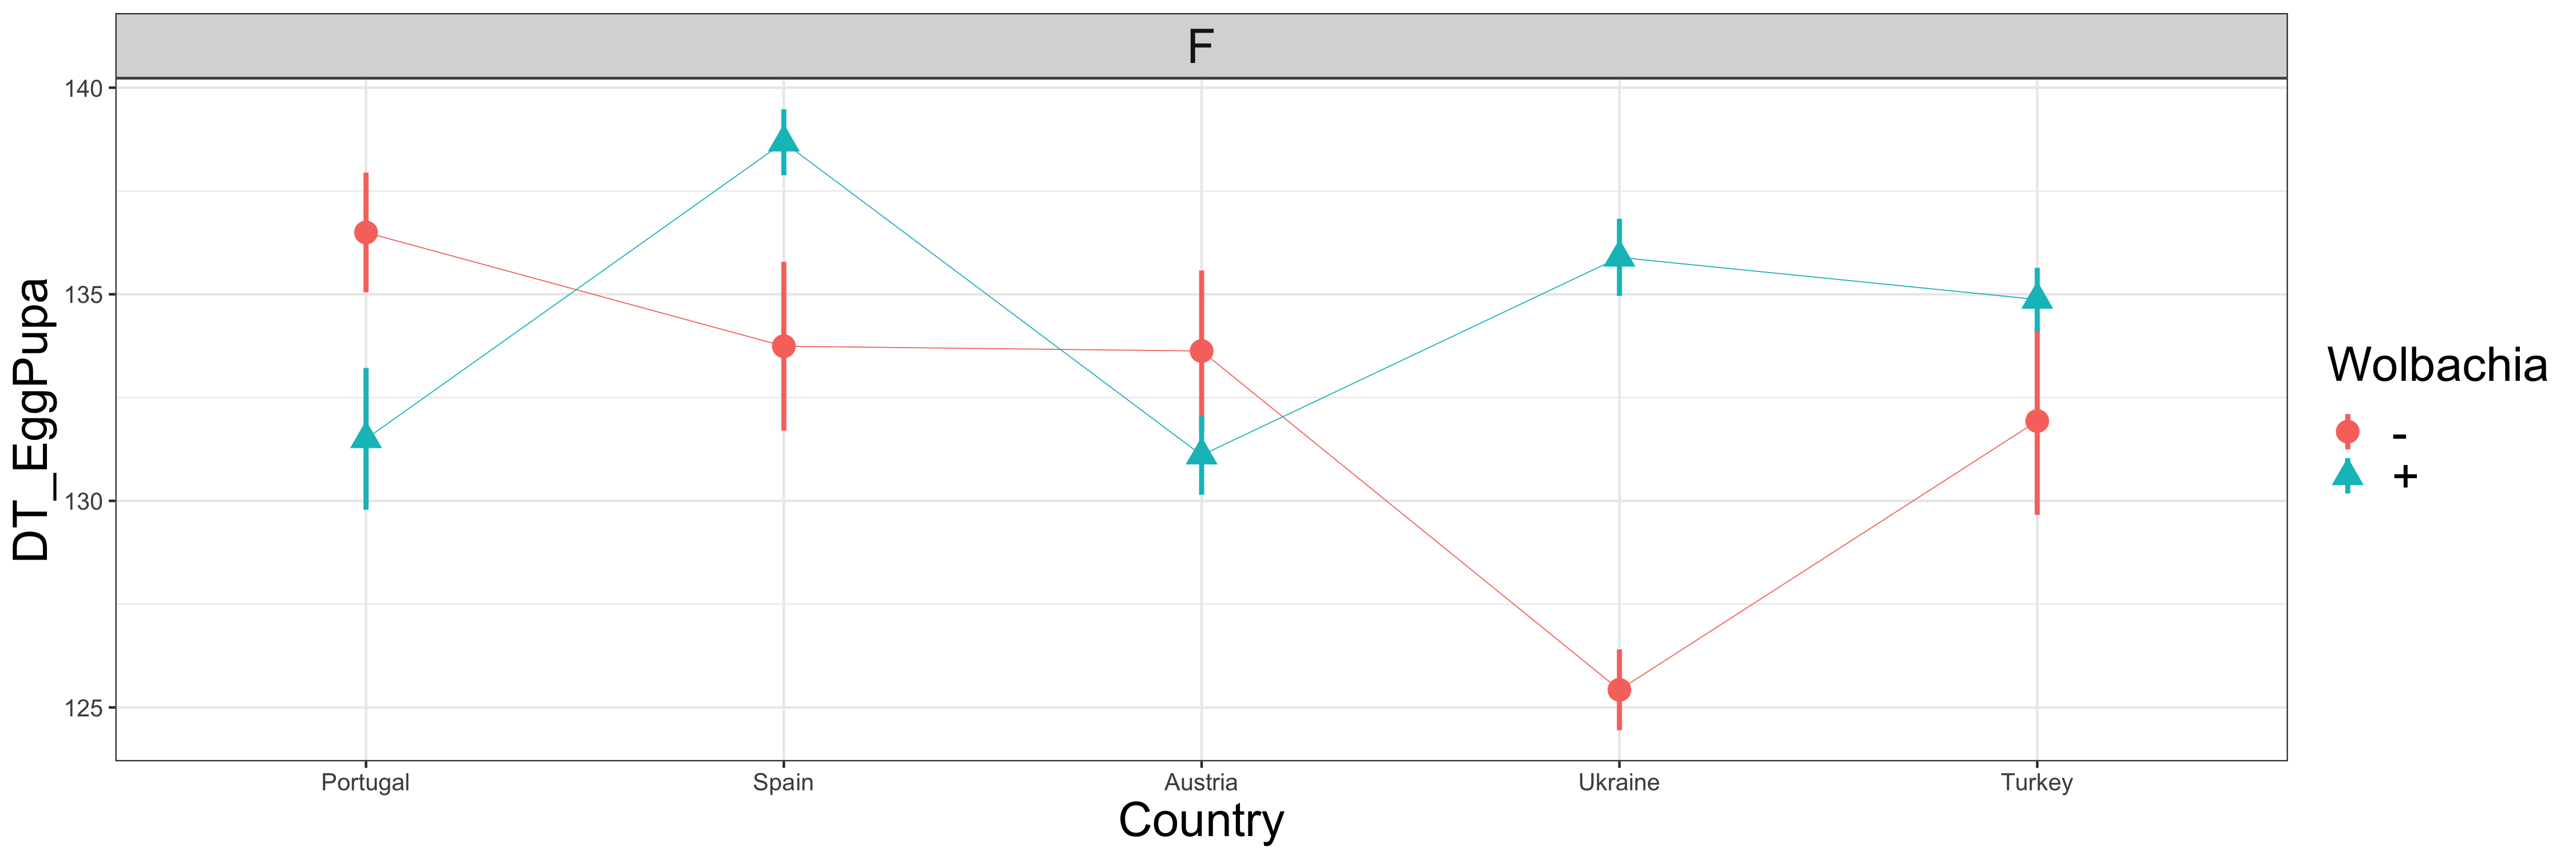 F
140
135
130
125
DT_EggPupa
Portugal Spain Austria Ukraine Turkey
Country
Wolbachia
-
+